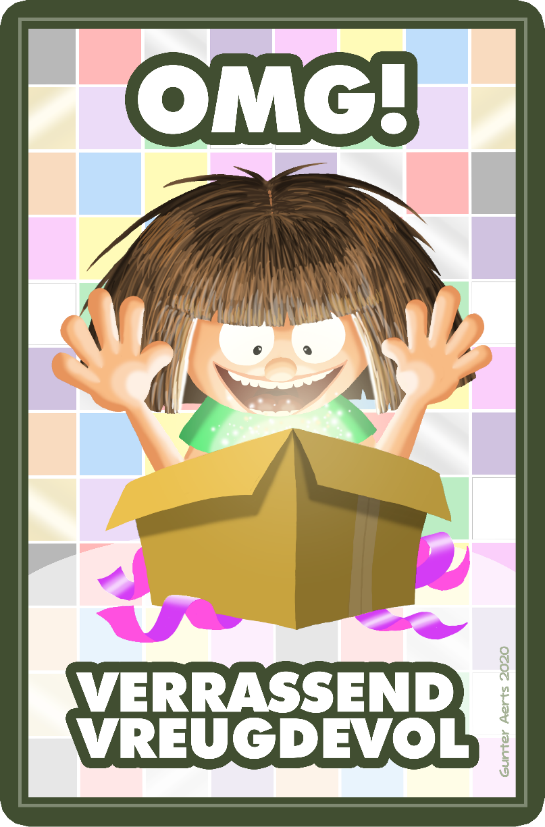 OMG!
VERRASSEND
VREUGDEVOL
Gunter Aerts 2020